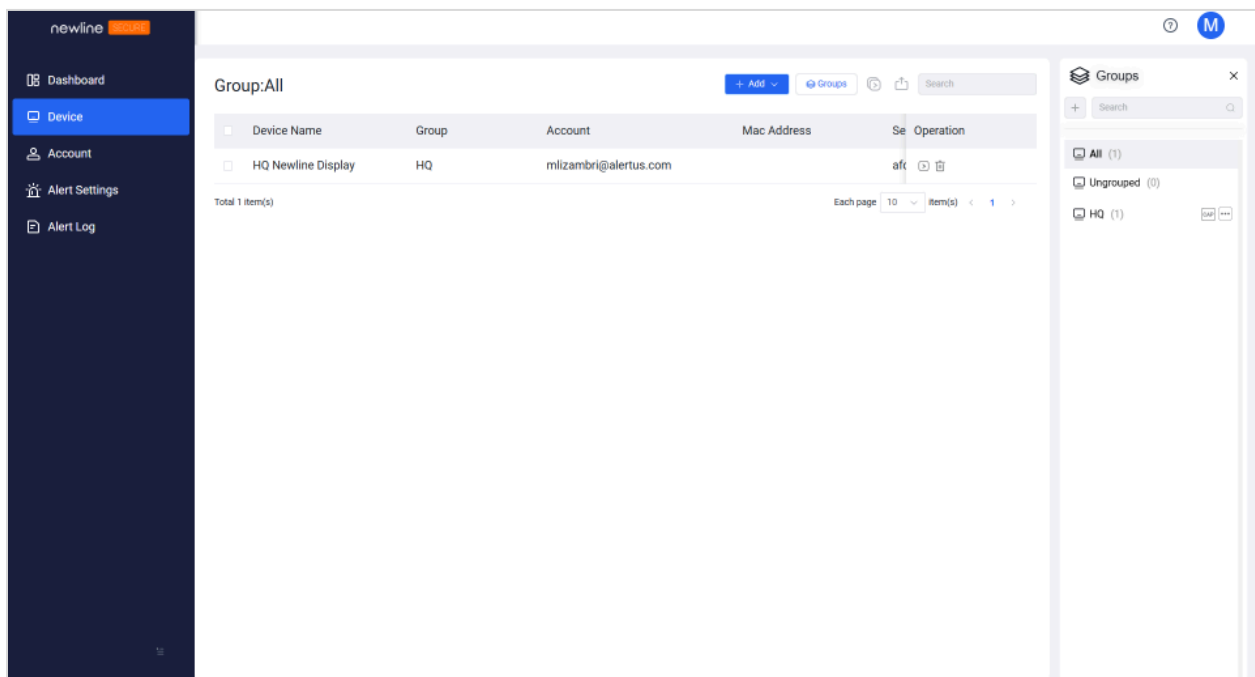 newline SECURE
M
Dashboard
Device
Account
Alert Settings
Alert Log
Group:All
+ Add
Groups
Search
Device Name Group Account Mac Address Se Operation
HQ Newline Display HQ mlizambri@alertus.com afc
Total 1 item(s)
Each page 10 item(s) < 1 >
Groups
+ Search
All (1)
Ungrouped (0)
HQ (1) CAP